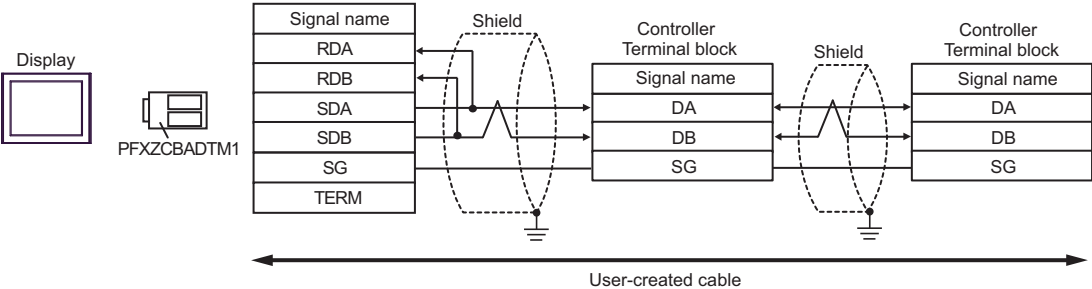 Display
PFXZCBADTM1
Signal name
RDA
RDB
SDA
SDB
SG
TERM
Shield
Controller
Terminal block
Signal name
DA
DB
SG
Shield
Controller
Terminal block
Signal name
DA
DB
SG
User-created cable